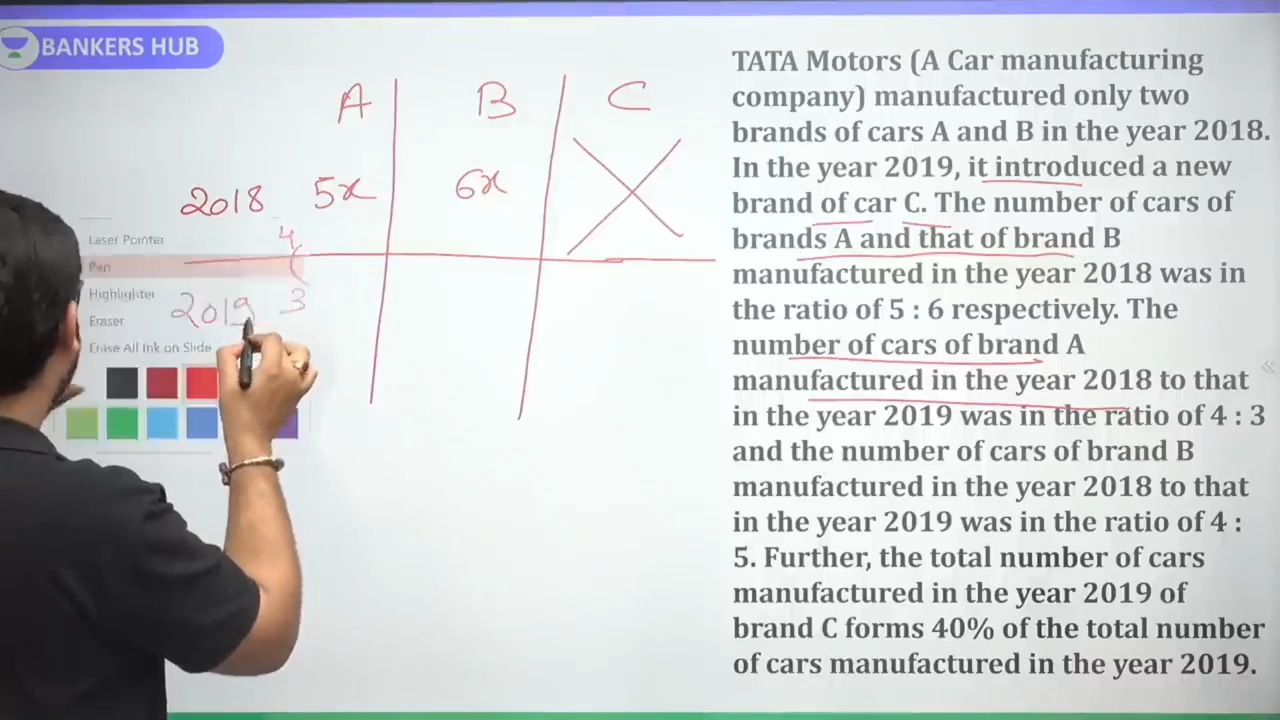 BANKERS HUB
A B C
2018 5x 6x
4
2019 3
Laser Pointer
Pen
Highlighter
Eraser
Erase All Ink on Slide
TATA Motors (A Car manufacturing
company) manufactured only two
brands of cars A and B in the year 2018.
In the year 2019, it introduced a new
brand of car C. The number of cars of
brands A and that of brand B
manufactured in the year 2018 was in
the ratio of 5 : 6 respectively. The
number of cars of brand A
manufactured in the year 2018 to that
in the year 2019 was in the ratio of 4 : 3
and the number of cars of brand B
manufactured in the year 2018 to that
in the year 2019 was in the ratio of 4 :
5. Further, the total number of cars
manufactured in the year 2019 of
brand C forms 40% of the total number
of cars manufactured in the year 2019.